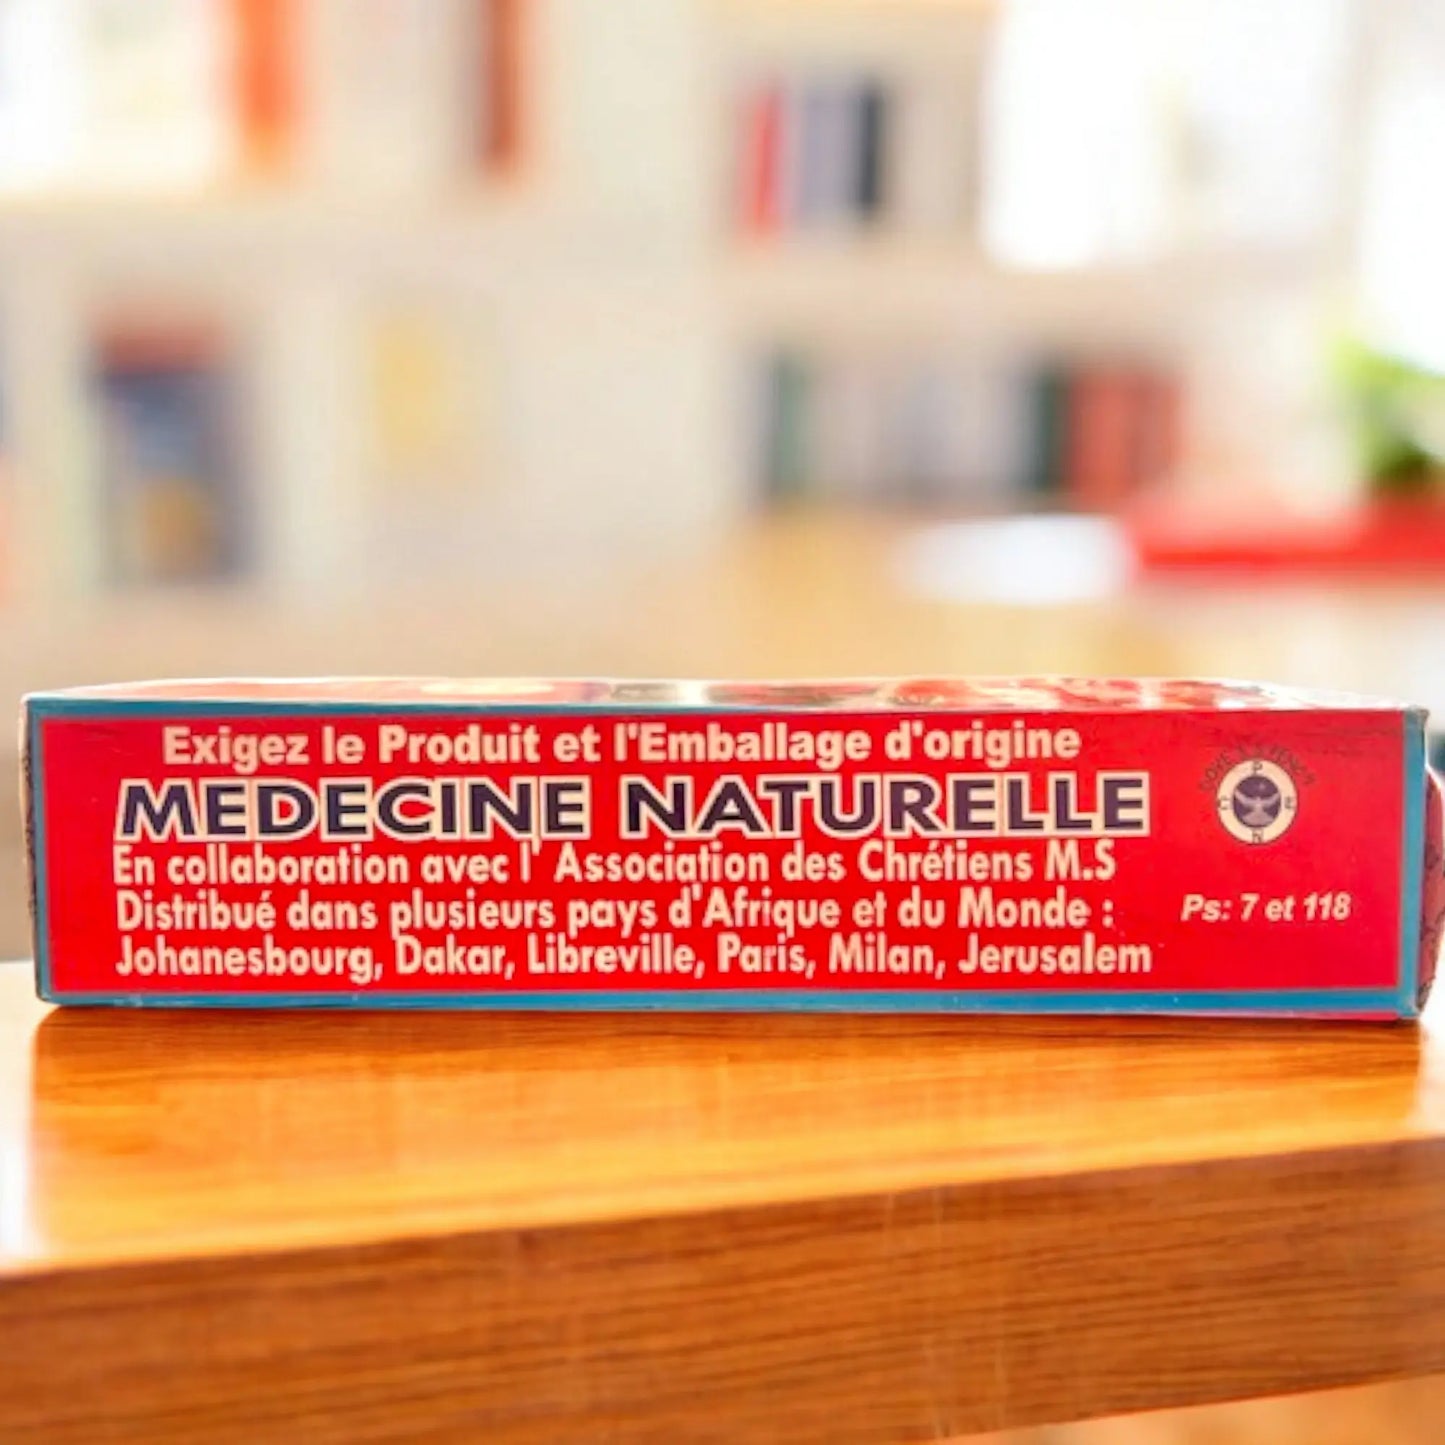 Exigez le Produit et l'Emballage d'origine
MEDECINE NATURELLE
En collaboration avec l' Association des Chrétiens M.S
Distribué dans plusieurs pays d'Afrique et du Monde :
Johanesbourg, Dakar, Libreville, Paris, Milan, Jerusalem
P
C E
N
Ps: 7 et 118